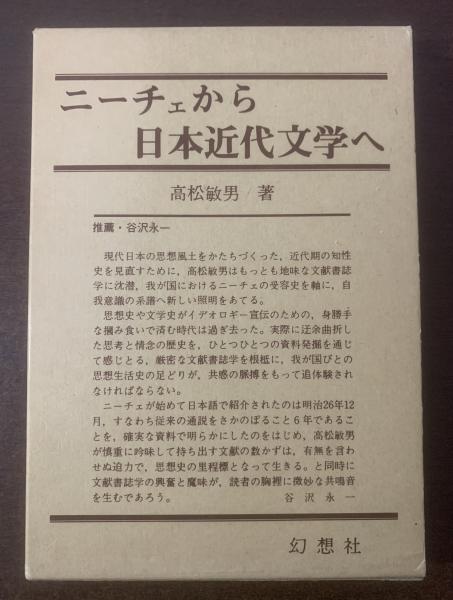 ニーチェから
日本近代文学へ
高松敏男/著
推薦・谷沢永一
現代日本の思想風土をかたちづくった,近代期の知性
史を見直すために,高松敏男はもっとも地味な文献書誌
学に沈潜,我が国におけるニーチェの受容史を軸に,自
我意識の系譜へ新しい照明をあてる。
思想史や文学史がイデオロギー宣伝のための,身勝手
な摑み食いで済む時代は過ぎ去った。実際に迂余曲折し
た思考と情念の歴史を,ひとつひとつの資料発掘を通じ
て感じとる,厳密な文献書誌学を根柢に,我が国びとの
思想生活史の足どりが,共感の脈搏をもって追体験され
なければならない。
ニーチェが始めて日本語で紹介されたのは明治26年12
月,すなわち従来の通説をさかのぼること6年であるこ
とを,確実な資料で明らかにしたのをはじめ,高松敏男
が慎重に吟味して持ち出す文献の数かずは,有無を言わ
せぬ迫力で,思想史の里程標となって生きる。と同時に
文献書誌学の興奮と魔味が,読者の胸裡に微妙な共鳴音
を生むであろう。 谷沢永一
幻想社